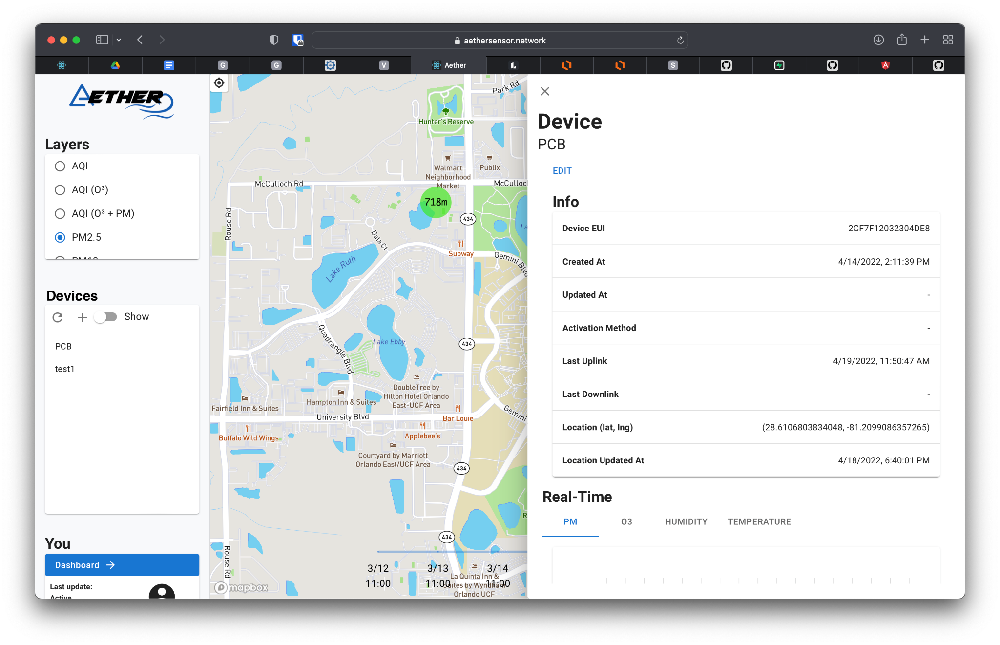 aethersensor.network
G
G
V
Aether
S
AETHER
Layers
AQI
AQI (O³)
AQI (O³ + PM)
PM2.5
PM10
Devices
Show
PCB
test1
You
Dashboard
Last update:
Active
Park Rd
Hunter's Reserve
Walmart
Neighborhood
Market
Publix
McCulloch Rd
McCulloc
718m
434
La
Rouse Rd
Data Ct
Subway
Gemini Blvd
Lake Ruth
Quadrangle Blvd
Lake Ebby
434
DoubleTree by
Hilton Hotel Orlando
East-UCF Area
Hampton Inn & Suites
Fairfield Inn & Suites
University Blvd
Bar Louie
Gemini
Buffalo Wild Wings
Applebee's
Courtyard by Marriott
Orlando East/UCF Area
434
R
434
Rouse Rd
3/12
11:00
3/13
11:00
3/14
11:00
La Quinta Inn &
Suites by Wyndham
Orlando UCF
mapbox
Device
PCB
EDIT
Info
Device EUI 2CF7F12032304DE8
Created At 4/14/2022, 2:11:39 PM
Updated At -
Activation Method -
Last Uplink 4/19/2022, 11:50:47 AM
Last Downlink -
Location (lat, lng) (28.6106803834048, -81.2099086357265)
Location Updated At 4/18/2022, 6:40:01 PM
Real-Time
PM O3 HUMIDITY TEMPERATURE